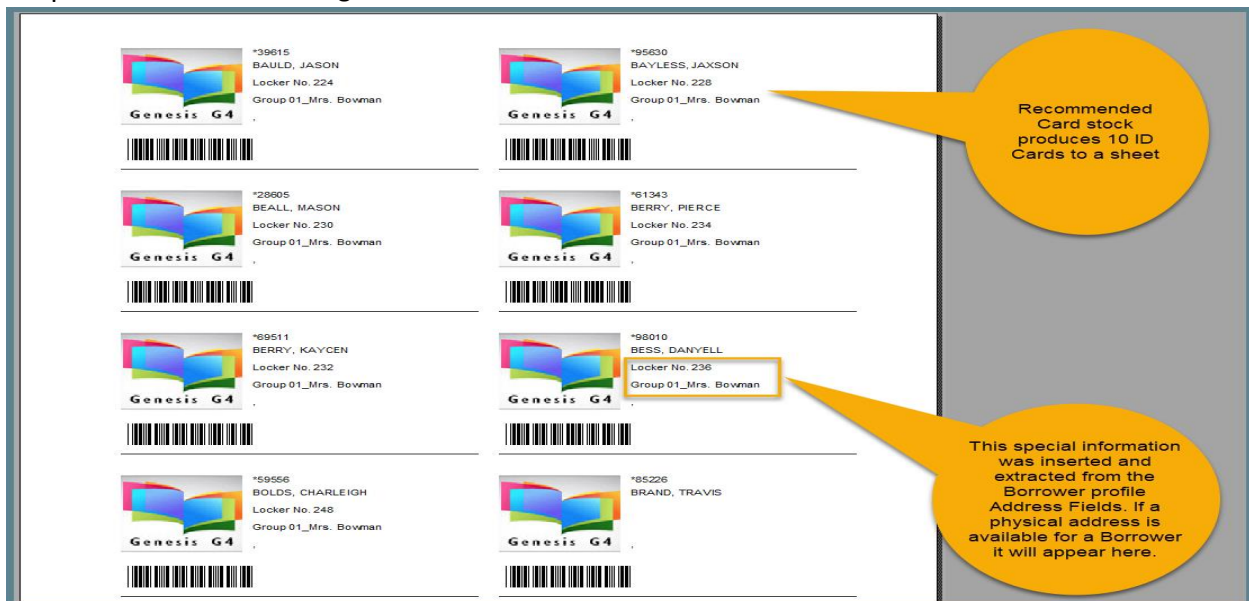 *39615
BAULD, JASON
Locker No. 224
Group 01_Mrs. Bowman
,
Genesis G4
*95630
BAYLESS, JAXSON
Locker No. 228
Group 01_Mrs. Bowman
,
Genesis G4
Recommended
Card stock
produces 10 ID
Cards to a sheet
*28605
BEALL, MASON
Locker No. 230
Group 01_Mrs. Bowman
,
Genesis G4
*61343
BERRY, PIERCE
Locker No. 234
Group 01_Mrs. Bowman
,
Genesis G4
*69511
BERRY, KAYCEN
Locker No. 232
Group 01_Mrs. Bowman
,
Genesis G4
*98010
BESS, DANYELL
Locker No. 236
Group 01_Mrs. Bowman
,
Genesis G4
This special information
was inserted and
extracted from the
Borrower profile
Address Fields. If a
physical address is
available for a Borrower
it will appear here.
*59556
BOLDS, CHARLEIGH
Locker No. 248
Group 01_Mrs. Bowman
,
Genesis G4
*85226
BRAND, TRAVIS
,
Genesis G4